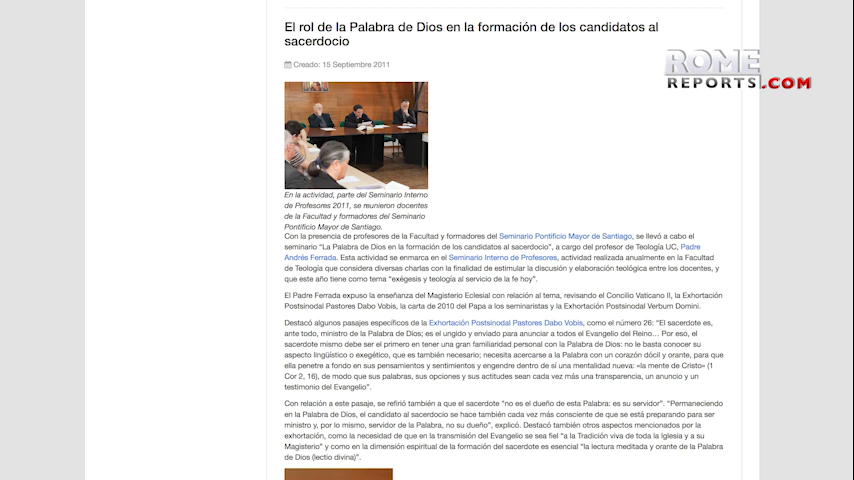 El rol de la Palabra de Dios en la formación de los candidatos al
sacerdocio
Creado: 15 Septiembre 2011
ROME
REPORTS.COM
En la actividad, parte del Seminario Interno
de Profesores 2011, se reunieron docentes
de la Facultad y formadores del Seminario
Pontificio Mayor de Santiago.
Con la presencia de profesores de la Facultad y formadores del Seminario Pontificio Mayor de Santiago, se llevó a cabo el
seminario “La Palabra de Dios en la formación de los candidatos al sacerdocio”, a cargo del profesor de Teología UC, Padre
Andrés Ferrada. Esta actividad se enmarca en el Seminario Interno de Profesores, actividad realizada anualmente en la Facultad
de Teología que considera diversas charlas con la finalidad de estimular la discusión y elaboración teológica entre los docentes, y
que este año tiene como tema “exégesis y teología al servicio de la fe hoy”.
El Padre Ferrada expuso la enseñanza del Magisterio Eclesial con relación al tema, revisando el Concilio Vaticano II, la Exhortación
Postsinodal Pastores Dabo Vobis, la carta de 2010 del Papa a los seminaristas y la Exhortación Postsinodal Verbum Domini.
Destacó algunos pasajes específicos de la Exhortación Postsinodal Pastores Dabo Vobis, como el número 26: “El sacerdote es,
ante todo, ministro de la Palabra de Dios; es el ungido y enviado para anunciar a todos el Evangelio del Reino... Por eso, el
sacerdote mismo debe ser el primero en tener una gran familiaridad personal con la Palabra de Dios: no le basta conocer su
aspecto lingüístico o exegético, que es también necesario; necesita acercarse a la Palabra con un corazón dócil y orante, para que
ella penetre a fondo en sus pensamientos y sentimientos y engendre dentro de sí una mentalidad nueva: «la mente de Cristo» (1
Cor 2, 16), de modo que sus palabras, sus opciones y sus actitudes sean cada vez más una transparencia, un anuncio y un
testimonio del Evangelio”.
Con relación a este pasaje, se refirió también a que el sacerdote “no es el dueño de esta Palabra: es su servidor”. “Permaneciendo
en la Palabra de Dios, el candidato al sacerdocio se hace también cada vez más consciente de que se está preparando para ser
ministro y, por lo mismo, servidor de la Palabra, no su dueño”, explicó. Destacó también otros aspectos mencionados por la
exhortación, como la necesidad de que en la transmisión del Evangelio se sea fiel “a la Tradición viva de toda la Iglesia y a su
Magisterio” y como en la dimensión espiritual de la formación del sacerdote es esencial “la lectura meditada y orante de la Palabra
de Dios (lectio divina)”.